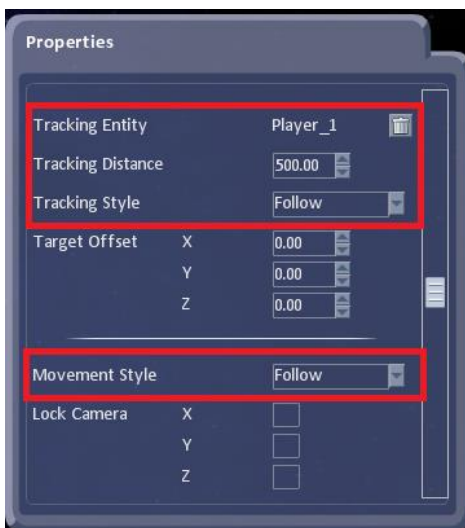 Properties
Tracking Entity Player_1
Tracking Distance 500.00
Tracking Style Follow
Target Offset X 0.00
Y 0.00
Z 0.00
Movement Style Follow
Lock Camera X
Y
Z